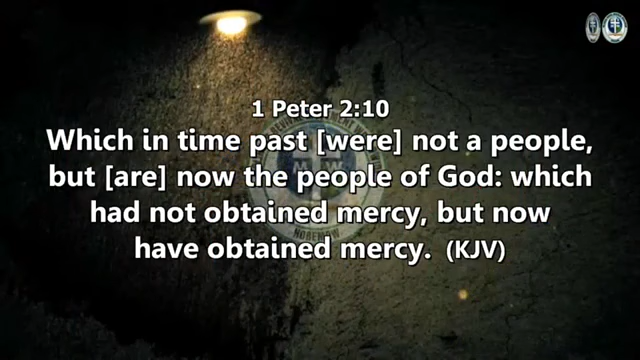 1 Peter 2:10
Which in time past [were] not a people,
but [are] now the people of God: which
had not obtained mercy, but now
have obtained mercy. (KJV)